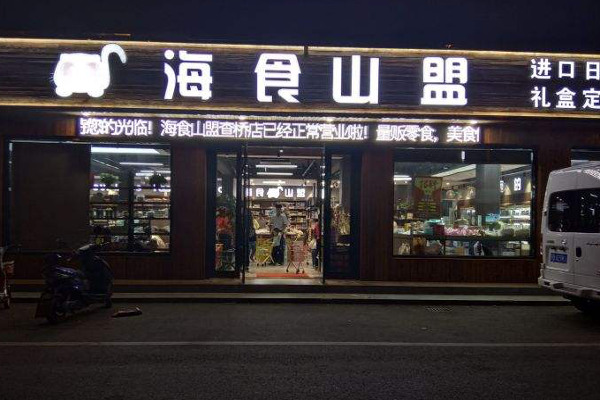 海食山盟
进口日
礼盒定
您的光临! 海食山盟查桥店已经正常营业啦! 量贩零食, 美食!
食山盟